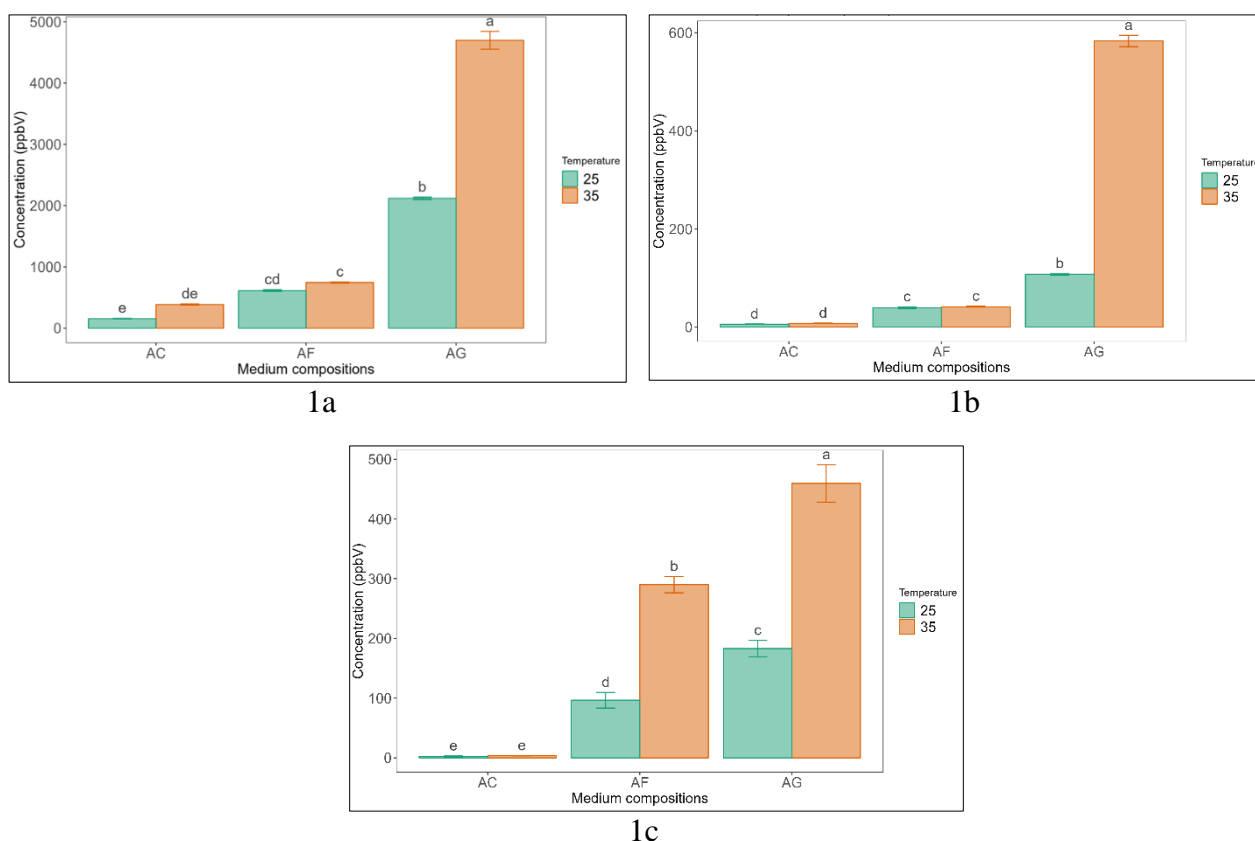 5000
4000
3000
2000
1000
0
Concentration (ppbV)
a
b
c
cd
de
e
AC AF AG
Medium compositions
Temperature
25
35
1a
600
400
200
0
Concentration (ppbV)
a
b
c c
d d
AC AF AG
Medium compositions
Temperature
25
35
1b
500
400
300
200
100
0
Concentration (ppbV)
a
b
c
d
e e
AC AF AG
Medium compositions
Temperature
25
35
1c